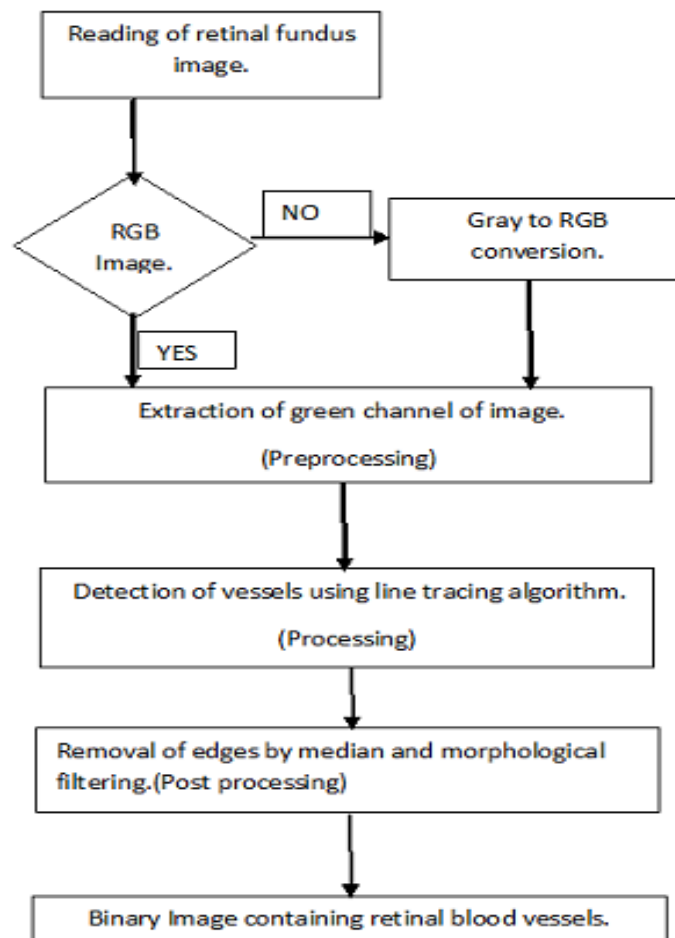 Reading of retinal fundus
image.
RGB
Image.
NO
Gray to RGB
conversion.
YES
Extraction of green channel of image.
(Preprocessing)
Detection of vessels using line tracing algorithm.
(Processing)
Removal of edges by median and morphological
filtering.(Post processing)
Binary Image containing retinal blood vessels.